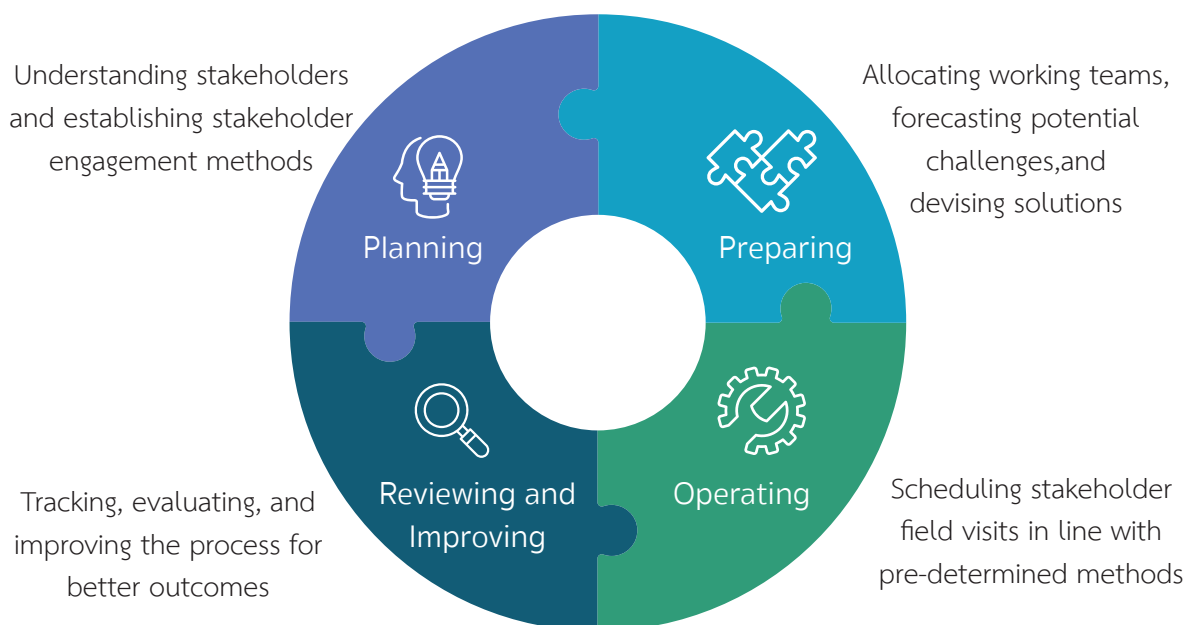 Understanding stakeholders
and establishing stakeholder
engagement methods
Planning
Preparing
Allocating working teams,
forecasting potential
challenges,and
devising solutions
Tracking, evaluating, and
improving the process for
better outcomes
Reviewing and
Improving
Operating
Scheduling stakeholder
field visits in line with
pre-determined methods